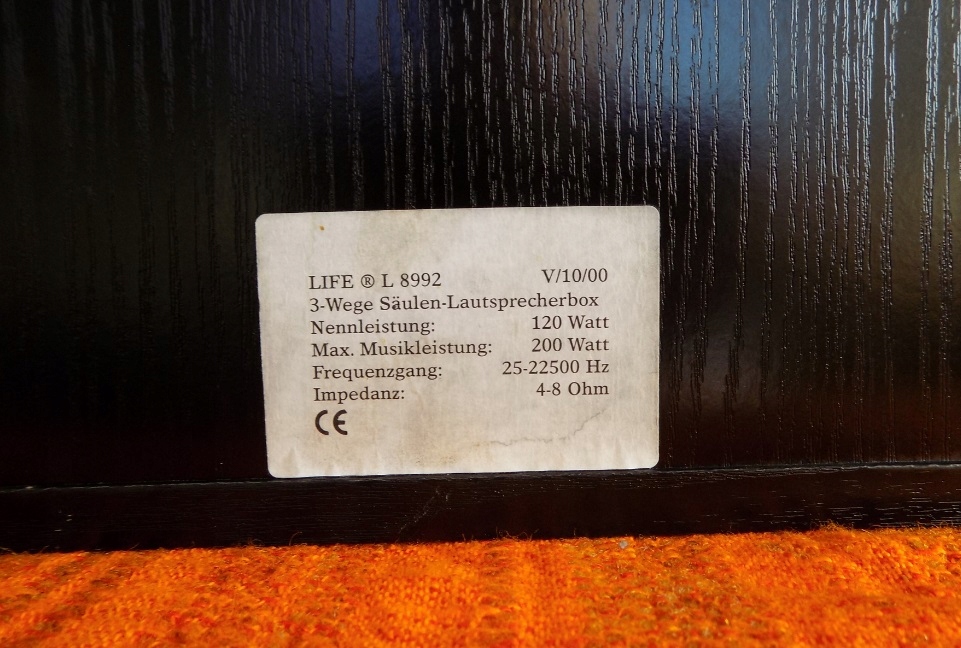 LIFE ® L 8992 V/10/00
3-Wege Säulen-Lautsprecherbox
Nennleistung: 120 Watt
Max. Musikleistung: 200 Watt
Frequenzgang: 25-22500 Hz
Impedanz: 4-8 Ohm
CE